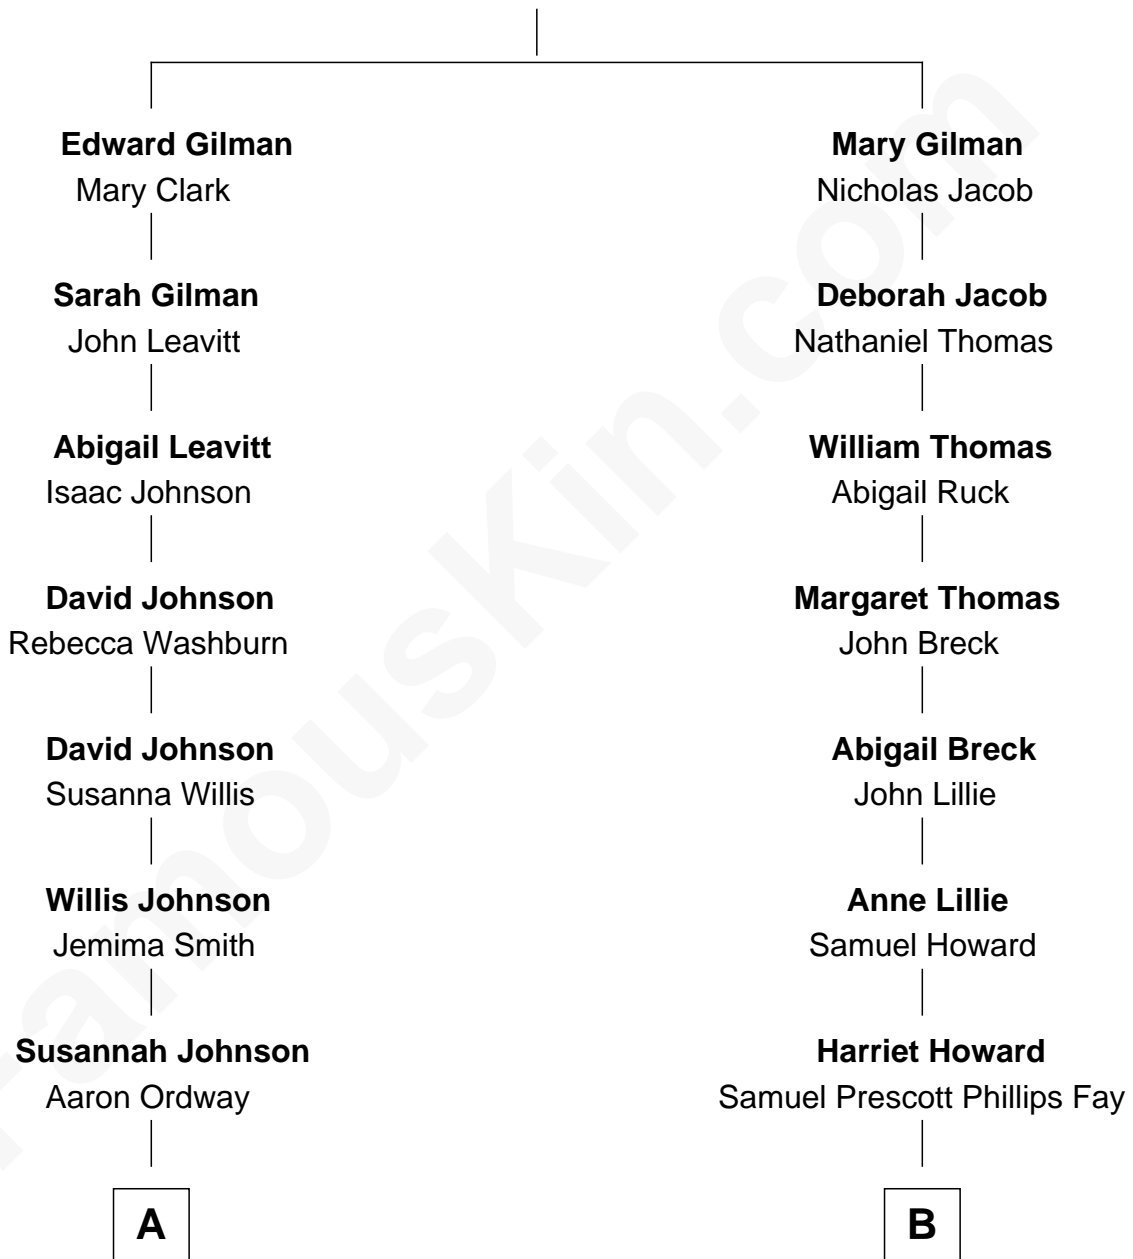 Edward Gilman
Mary Clark
Sarah Gilman
John Leavitt
Abigail Leavitt
Isaac Johnson
David Johnson
Rebecca Washburn
David Johnson
Susanna Willis
Willis Johnson
Jemima Smith
Susannah Johnson
Aaron Ordway
A
Mary Gilman
Nicholas Jacob
Deborah Jacob
Nathaniel Thomas
William Thomas
Abigail Ruck
Margaret Thomas
John Breck
Abigail Breck
John Lillie
Anne Lillie
Samuel Howard
Harriet Howard
Samuel Prescott Phillips Fay
B
FamousKin.com